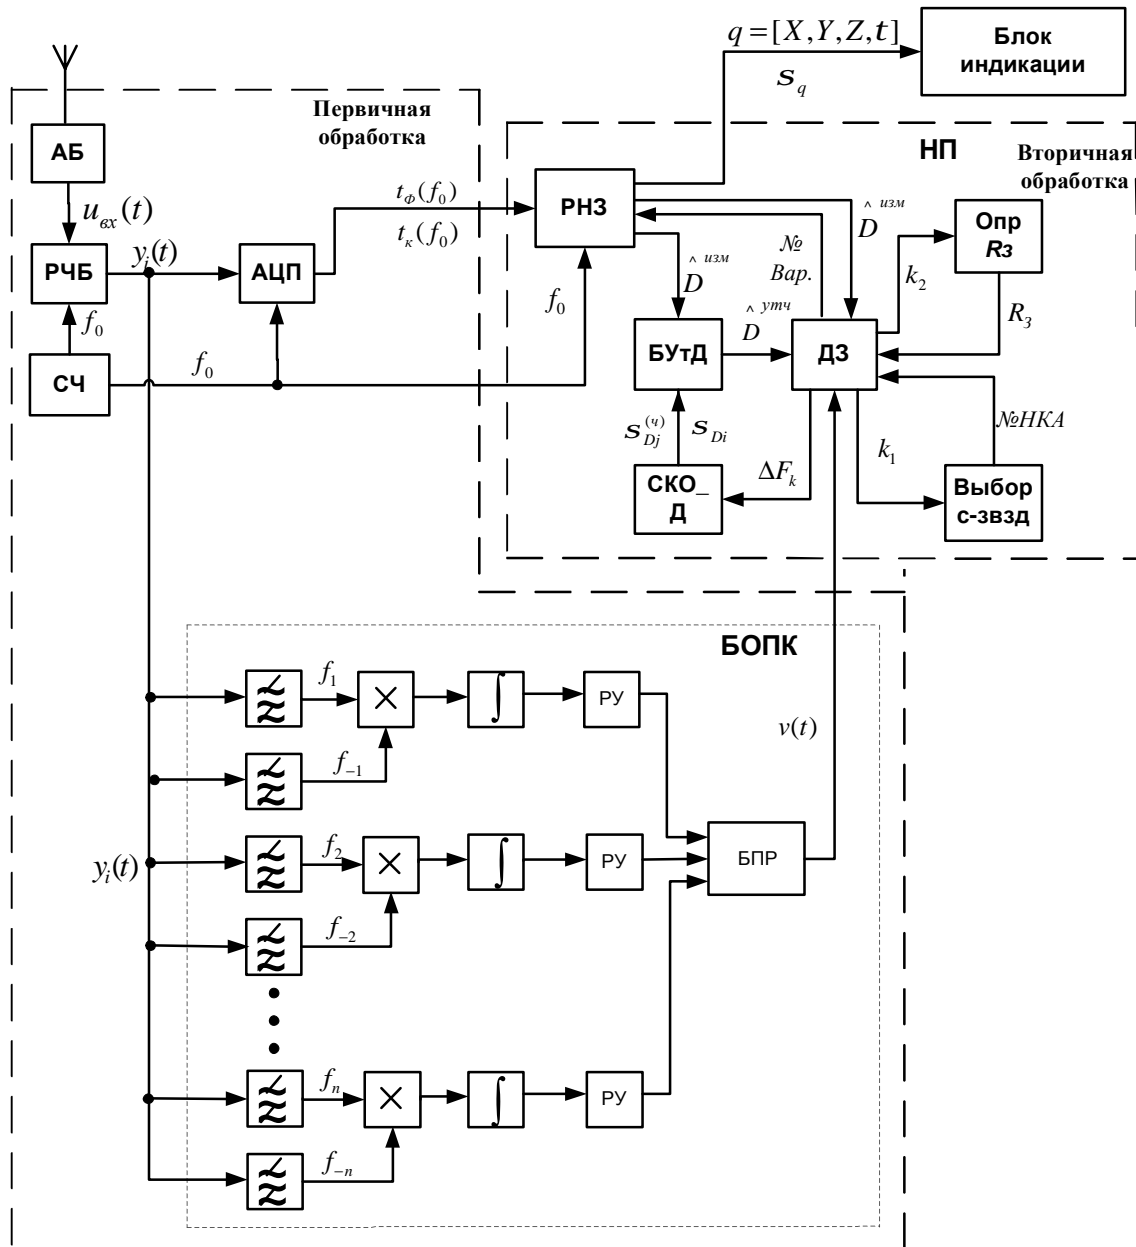 q = [X, Y, Z, t]
s_q
Блок
индикации
Первичная
обработка
АБ
u_вх(t)
РЧБ
y_i(t)
АЦП
t_Ф(f_0)
t_к(f_0)
f_0
СЧ
f_0
НП
Вторичная
обработка
РНЗ
f_0
D̂^изм
№
Вар.
D̂^изм
k_2
Опр
Rз
R_З
БУтД
D̂^утч
ДЗ
s_Dj^(ч)
s_Di
СКО_
Д
ΔF_k
k_1
№НКА
Выбор
с-звзд
БОПК
f_1
×
∫
РУ
f_−1
v(t)
y_i(t)
f_2
×
∫
РУ
БПР
f_−2
f_n
×
∫
РУ
f_−n